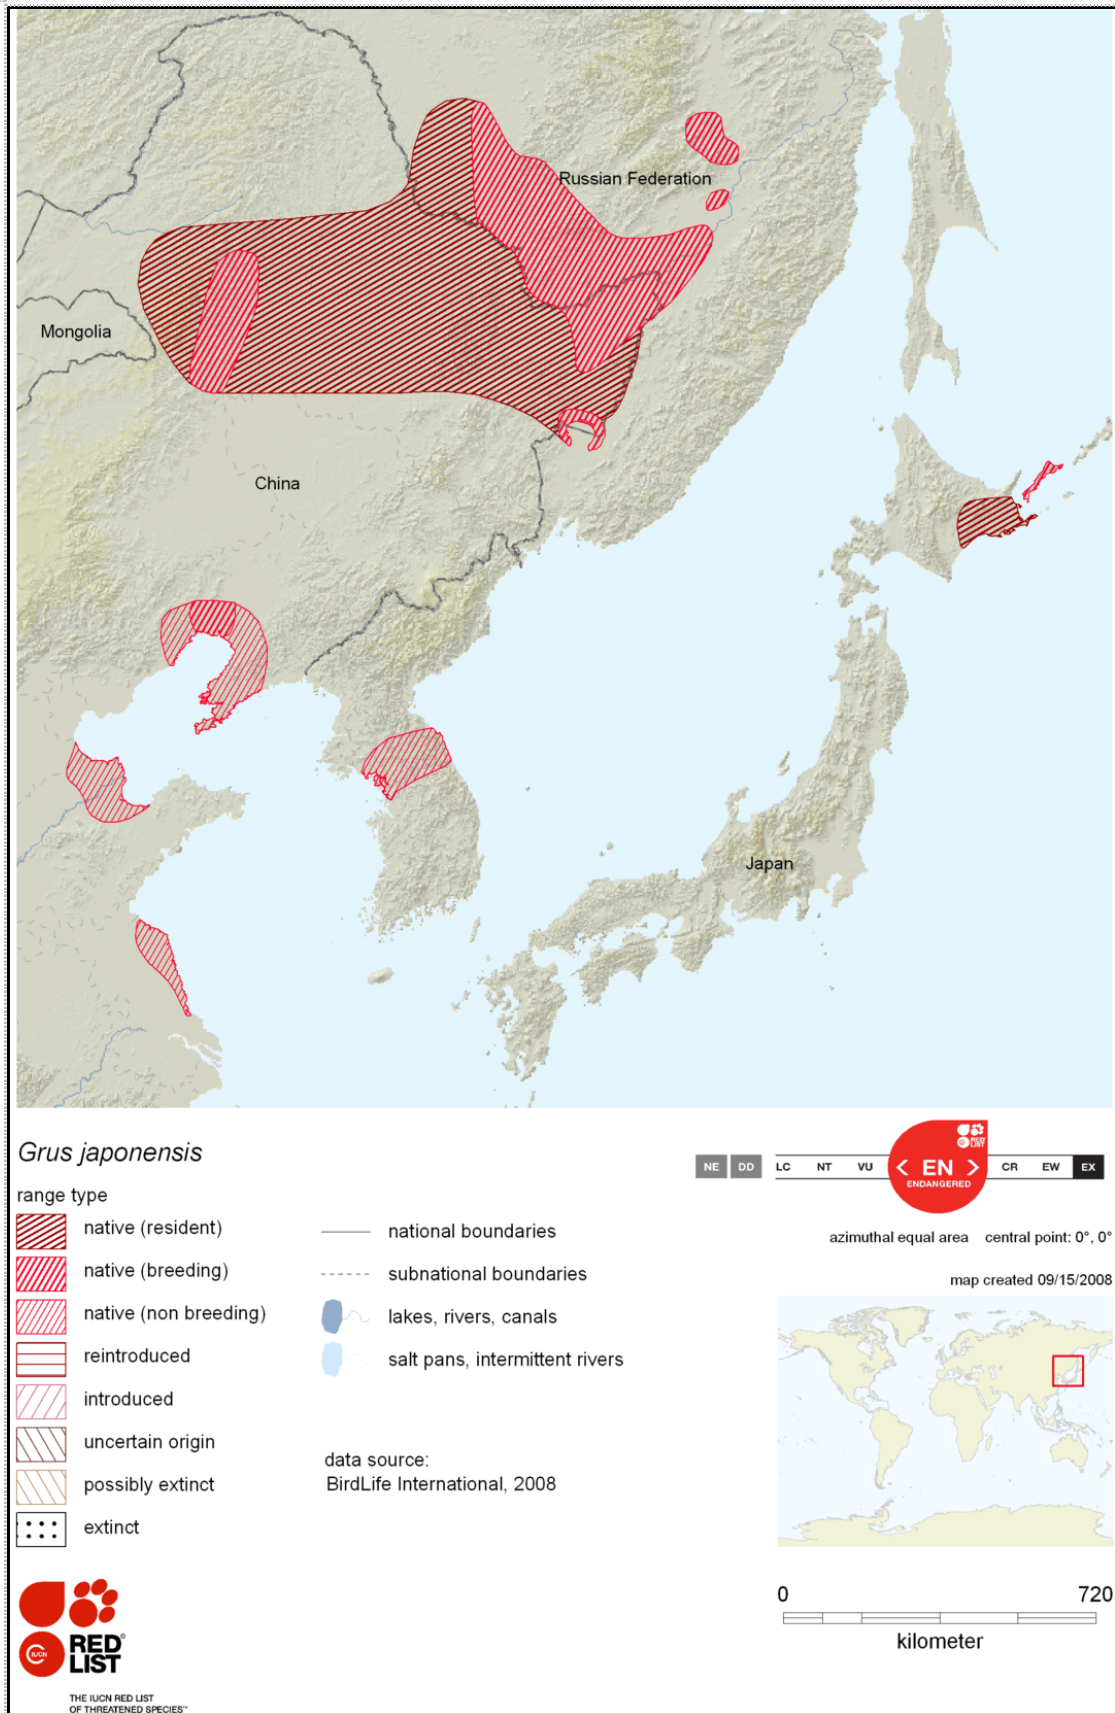 Russian Federation
Mongolia
China
Japan
Grus japonensis
range type
native (resident)
native (breeding)
native (non breeding)
reintroduced
introduced
uncertain origin
possibly extinct
extinct
national boundaries
subnational boundaries
lakes, rivers, canals
salt pans, intermittent rivers
data source:
BirdLife International, 2008
NE DD LC NT VU < EN > CR EW EX
ENDANGERED
RED LIST
azimuthal equal area central point: 0°, 0°
map created 09/15/2008
0 720
kilometer
IUCN
RED
LIST
THE IUCN RED LIST
OF THREATENED SPECIES™